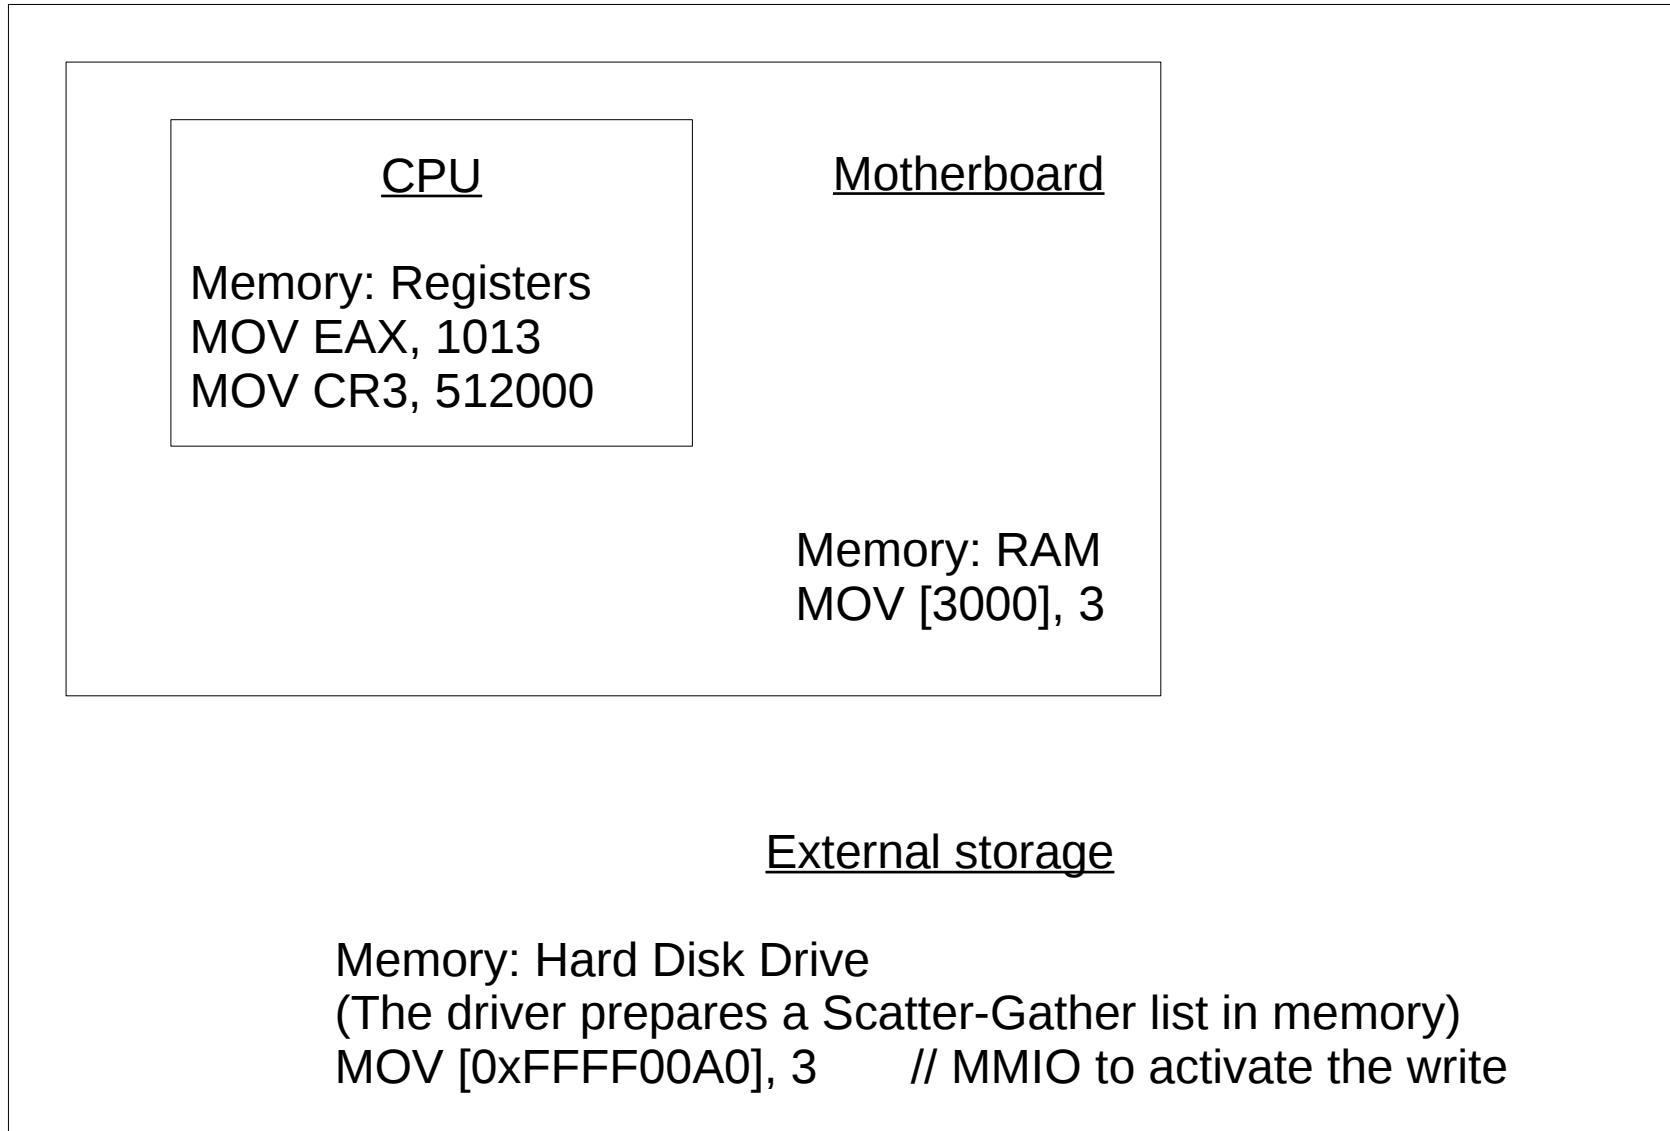 CPU
Motherboard
Memory: Registers
MOV EAX, 1013
MOV CR3, 512000
Memory: RAM
MOV [3000], 3
External storage
Memory: Hard Disk Drive
(The driver prepares a Scatter-Gather list in memory)
MOV [0xFFFF00A0], 3 // MMIO to activate the write